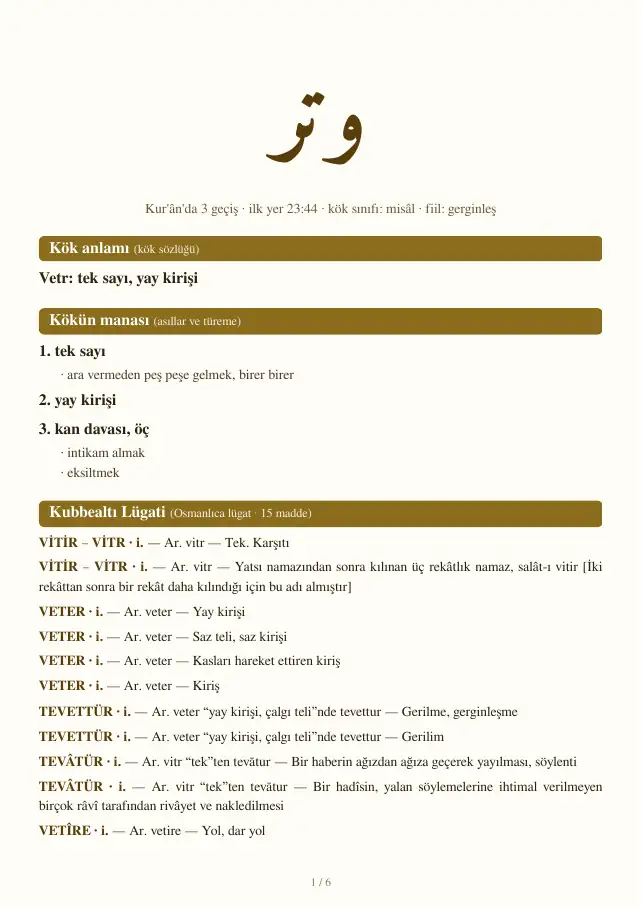 و ت ر
Kur'ân'da 3 geçiş · ilk yer 23:44 · kök sınıfı: misâl · fiil: gerginleş
Kök anlamı (kök sözlüğü)
Vetr: tek sayı, yay kirişi
Kökün manası (asıllar ve türeme)
1. tek sayı
· ara vermeden peş peşe gelmek, birer birer
2. yay kirişi
3. kan davası, öç
· intikam almak
· eksiltmek
Kubbealtı Lügati (Osmanlıca lügat · 15 madde)
VİTİR – VİTR · i. — Ar. vitr — Tek. Karşıtı
VİTİR – VİTR · i. — Ar. vitr — Yatsı namazından sonra kılınan üç rekâtlık namaz, salât-ı vitir [İki
rekâttan sonra bir rekât daha kılındığı için bu adı almıştır]
VETER · i. — Ar. veter — Yay kirişi
VETER · i. — Ar. veter — Saz teli, saz kirişi
VETER · i. — Ar. veter — Kasları hareket ettiren kiriş
VETER · i. — Ar. veter — Kiriş
TEVETTÜR · i. — Ar. veter “yay kirişi, çalgı teli”nde tevettur — Gerilme, gerginleşme
TEVETTÜR · i. — Ar. veter “yay kirişi, çalgı teli”nde tevettur — Gerilim
TEVÂTÜR · i. — Ar. vitr “tek”ten tevātur — Bir haberin ağızdan ağıza geçerek yayılması, söylenti
TEVÂTÜR · i. — Ar. vitr “tek”ten tevātur — Bir hadîsin, yalan söylemelerine ihtimal verilmeyen
birçok râvî tarafından rivâyet ve nakledilmesi
VETÎRE · i. — Ar. vetire — Yol, dar yol
1 / 6